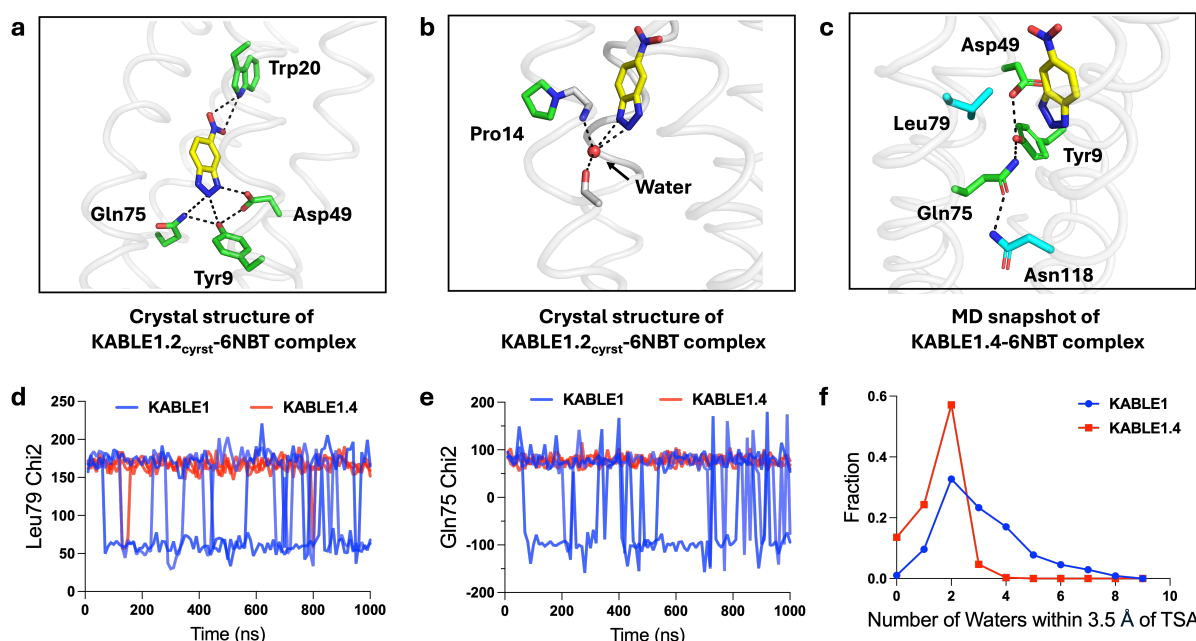 a
Trp20
Gln75
Asp49
Tyr9
Crystal structure of
KABLE1.2cyrst-6NBT complex
b
Pro14
Water
Crystal structure of
KABLE1.2cyrst-6NBT complex
c
Asp49
Leu79
Tyr9
Gln75
Asn118
MD snapshot of
KABLE1.4-6NBT complex
d
KABLE1
KABLE1.4
Leu79 Chi2
250
200
150
100
50
0
0
200
400
600
800
1000
Time (ns)
e
KABLE1
KABLE1.4
Gln75 Chi2
200
100
0
-100
-200
0
200
400
600
800
1000
Time (ns)
f
KABLE1
KABLE1.4
Fraction
0.6
0.4
0.2
0.0
0
2
4
6
8
10
Number of Waters within 3.5 Å of TSA